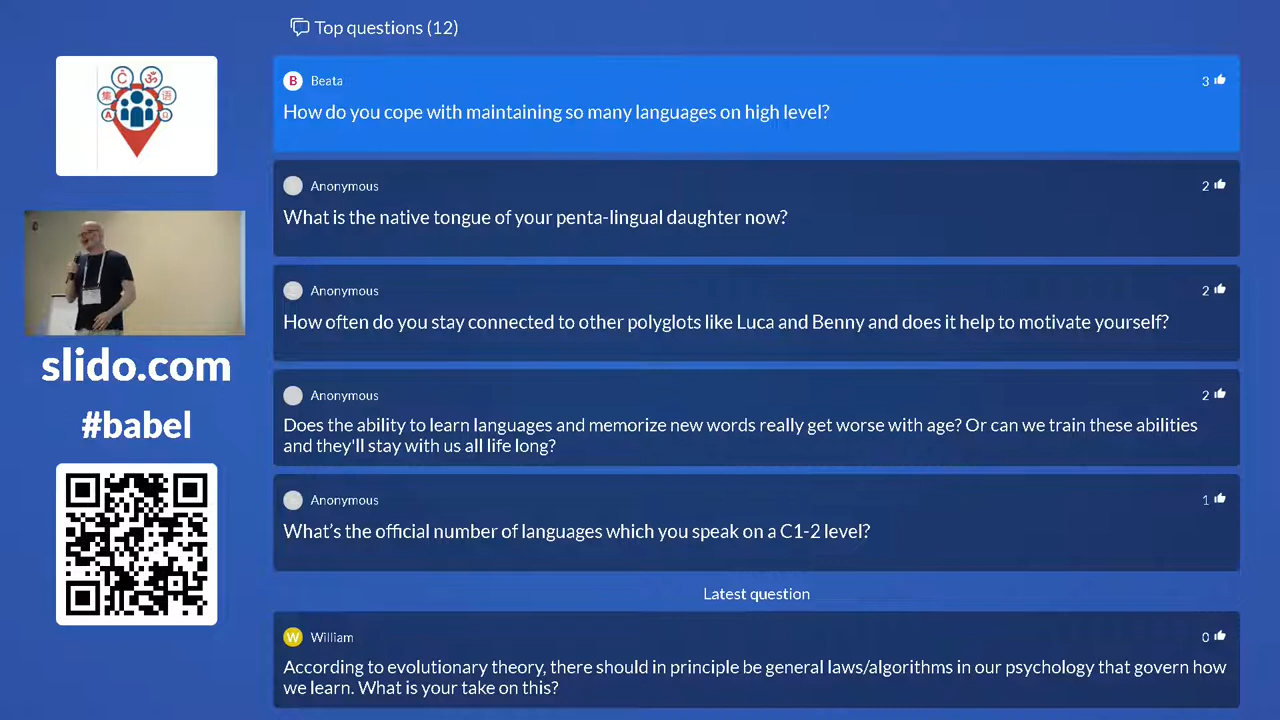 Top questions (12)
B Beata 3
How do you cope with maintaining so many languages on high level?
Anonymous 2
What is the native tongue of your penta-lingual daughter now?
Anonymous 2
How often do you stay connected to other polyglots like Luca and Benny and does it help to motivate yourself?
Anonymous 2
Does the ability to learn languages and memorize new words really get worse with age? Or can we train these abilities
and they'll stay with us all life long?
Anonymous 1
What's the official number of languages which you speak on a C1-2 level?
Latest question
W William 0
According to evolutionary theory, there should in principle be general laws/algorithms in our psychology that govern how
we learn. What is your take on this?
Ĉ ॐ
集 语
A Ω
slido.com
#babel